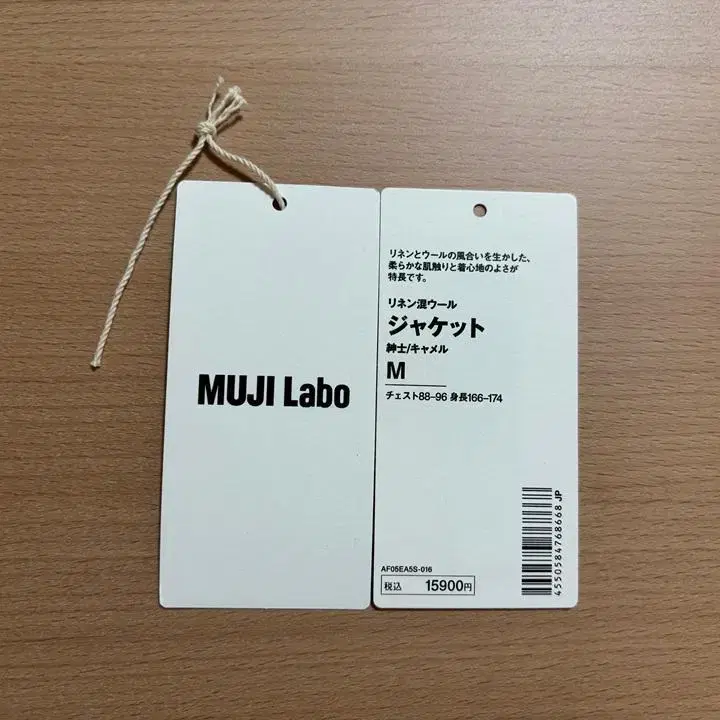 MUJI Labo
リネンとウールの風合いを生かした、
柔らかな肌触りと着心地のよさが
特長です。
リネン混ウール
ジャケット
紳士/キャメル
M
チェスト88-96 身長166-174
AF05EA5S-016
税込 15900円
4550584768668 JP